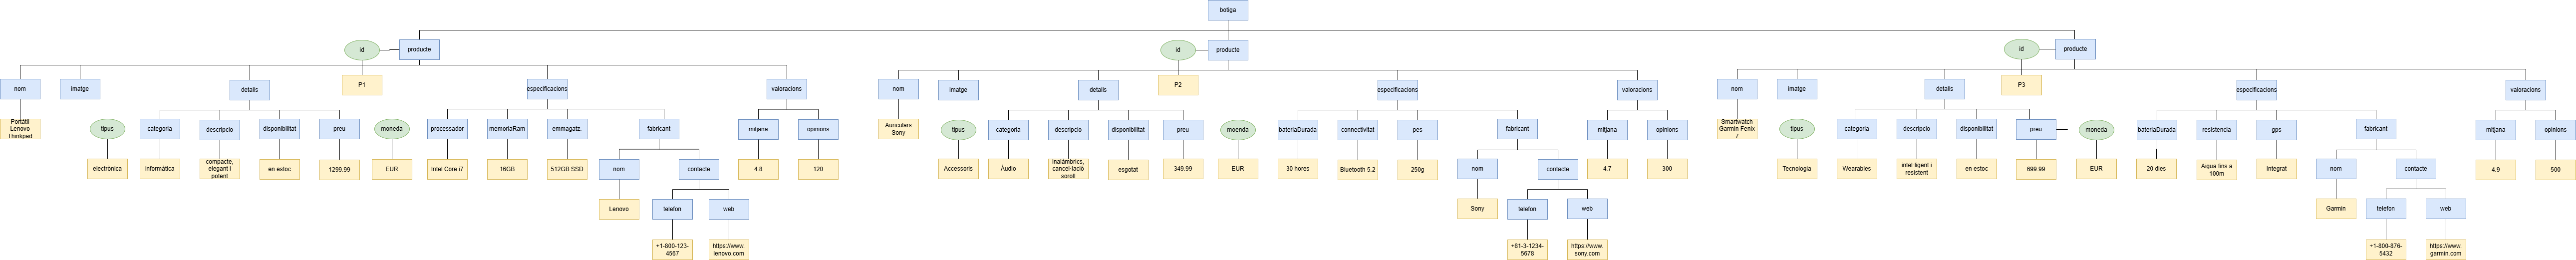 botiga
id
producte
id
producte
id
producte
nom
imatge
details
P1
especificacions
valoracions
nom
imatge
details
P2
especificacions
valoracions
nom
imatge
details
P3
especificacions
valoracions
Portàtil
Lenovo
Thinkpad
tipus
categoria
descripcio
disponibilitat
preu
moneda
processador
memoriaRam
emmagatz.
fabricant
mitjana
opinions
Auriculars
Sony
tipus
categoria
descripcio
disponibilitat
preu
moenda
bateriaDurada
connectivitat
pes
fabricant
mitjana
opinions
Smartwatch
Garmin Fenix
7
tipus
categoria
descripcio
disponibilitat
preu
moneda
bateriaDurada
resistencia
gps
fabricant
mitjana
opinions
electrònica
informàtica
compacte,
elegant i
potent
en estoc
1299.99
EUR
Intel Core i7
16GB
512GB SSD
nom
contacte
4.8
120
Accessoris
Àudio
inalámbrics,
cancel·lació
soroll
esgotat
349.99
EUR
30 hores
Bluetooth 5.2
250g
nom
contacte
4.7
300
Tecnologia
Wearables
intel·ligent i
resistent
en estoc
699.99
EUR
20 dies
Aigua fins a
100m
Integrat
nom
contacte
4.9
500
Lenovo
telefon
web
Sony
telefon
web
Garmin
telefon
web
+1-800-123-
4567
https://www.
lenovo.com
+81-3-1234-
5678
https://www.
sony.com
+1-800-876-
5432
https://www.
garmin.com